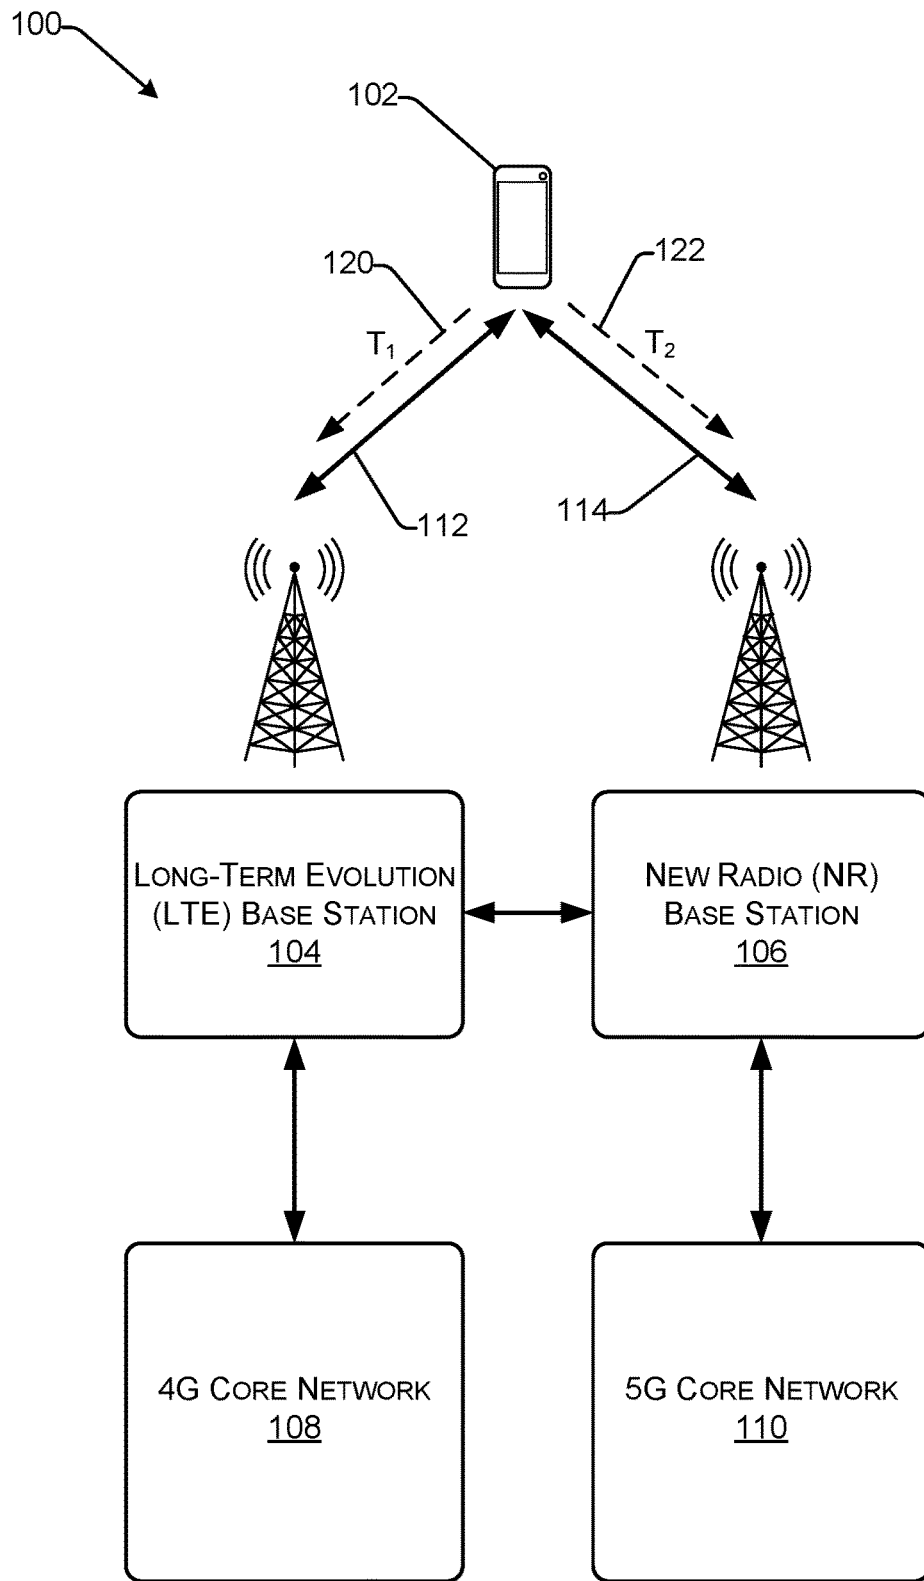 100
102
120
122
T1
T2
112
114
LONG-TERM EVOLUTION
(LTE) BASE STATION
104
NEW RADIO (NR)
BASE STATION
106
4G CORE NETWORK
108
5G CORE NETWORK
110